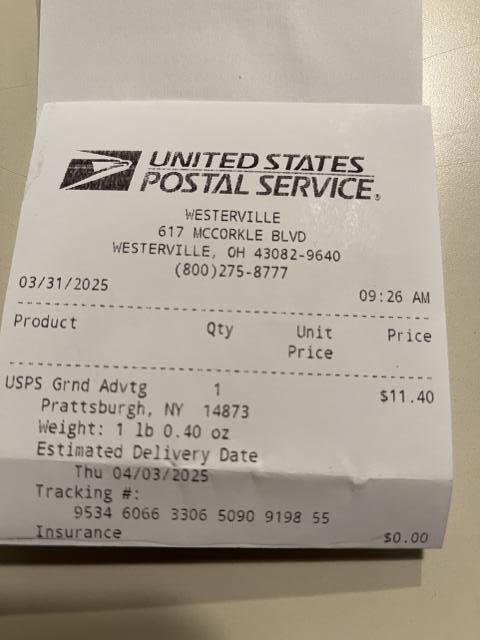 UNITED STATES
POSTAL SERVICE®
WESTERVILLE
617 MCCORKLE BLVD
WESTERVILLE, OH 43082-9640
(800)275-8777
03/31/2025 09:26 AM
Product Qty Unit Price
Price
USPS Grnd Advtg 1 $11.40
Prattsburgh, NY 14873
Weight: 1 lb 0.40 oz
Estimated Delivery Date
Thu 04/03/2025
Tracking #:
9534 6066 3306 5090 9198 55
Insurance $0.00